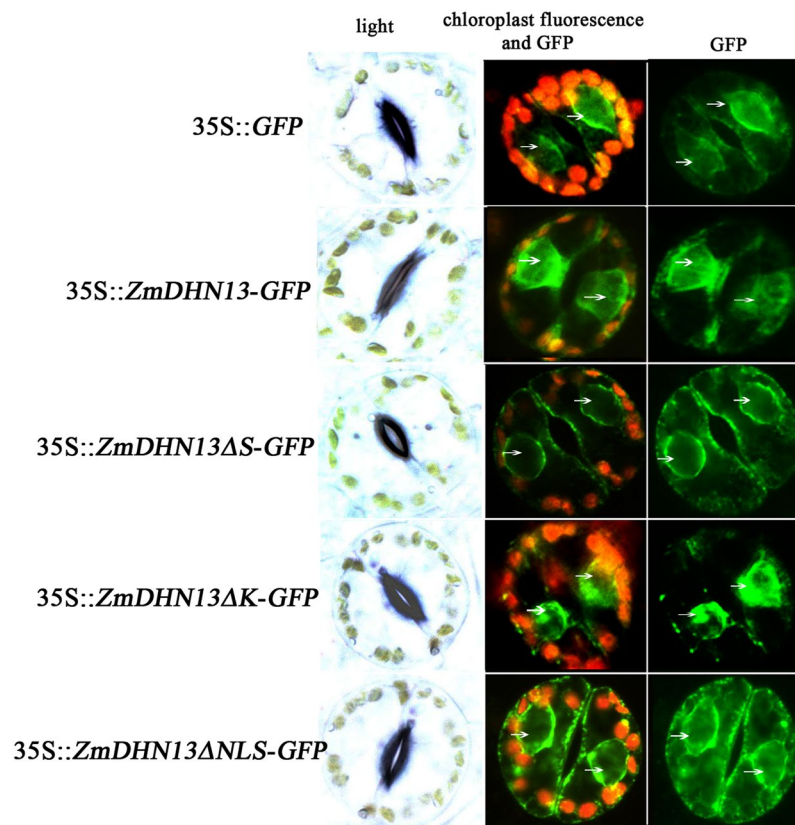 light
chloroplast fluorescence
and GFP
GFP
35S::GFP
35S::ZmDHN13-GFP
35S::ZmDHN13ΔS-GFP
35S::ZmDHN13ΔK-GFP
35S::ZmDHN13ΔNLS-GFP